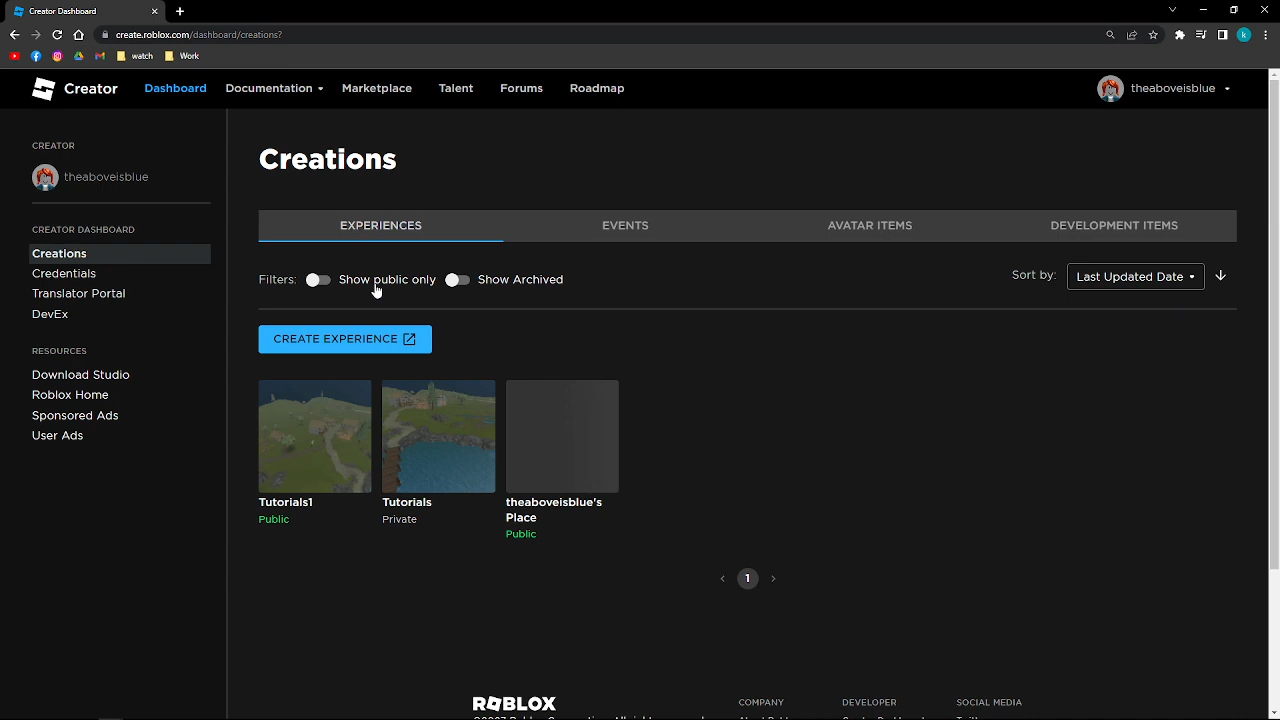 Creator Dashboard
create.roblox.com/dashboard/creations?
k
watch
Work
Creator
Dashboard
Documentation
Marketplace
Talent
Forums
Roadmap
theaboveisblue
CREATOR
theaboveisblue
CREATOR DASHBOARD
Creations
Credentials
Translator Portal
DevEx
RESOURCES
Download Studio
Roblox Home
Sponsored Ads
User Ads
Creations
EXPERIENCES
EVENTS
AVATAR ITEMS
DEVELOPMENT ITEMS
Filters:
Show public only
Show Archived
Sort by:
Last Updated Date
CREATE EXPERIENCE
Tutorials1
Public
Tutorials
Private
theaboveisblue's
Place
Public
1
ROBLOX
COMPANY
DEVELOPER
SOCIAL MEDIA